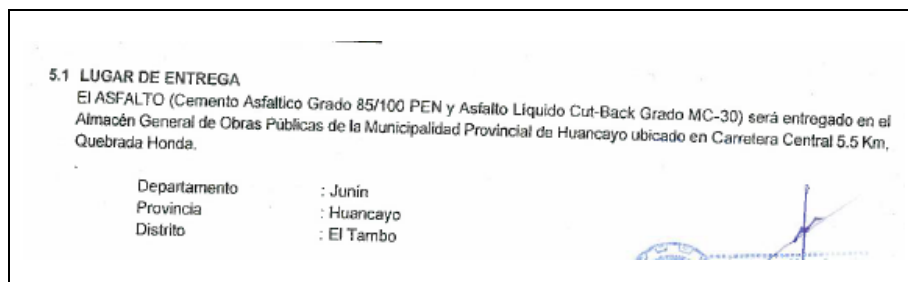 5.1 LUGAR DE ENTREGA
El ASFALTO (Cemento Asfaltico Grado 85/100 PEN y Asfalto Liquido Cut-Back Grado MC-30) será entregado en el
Almacén General de Obras Públicas de la Municipalidad Provincial de Huancayo ubicado en Carretera Central 5.5 Km,
Quebrada Honda.
Departamento : Junín
Provincia : Huancayo
Distrito : El Tambo